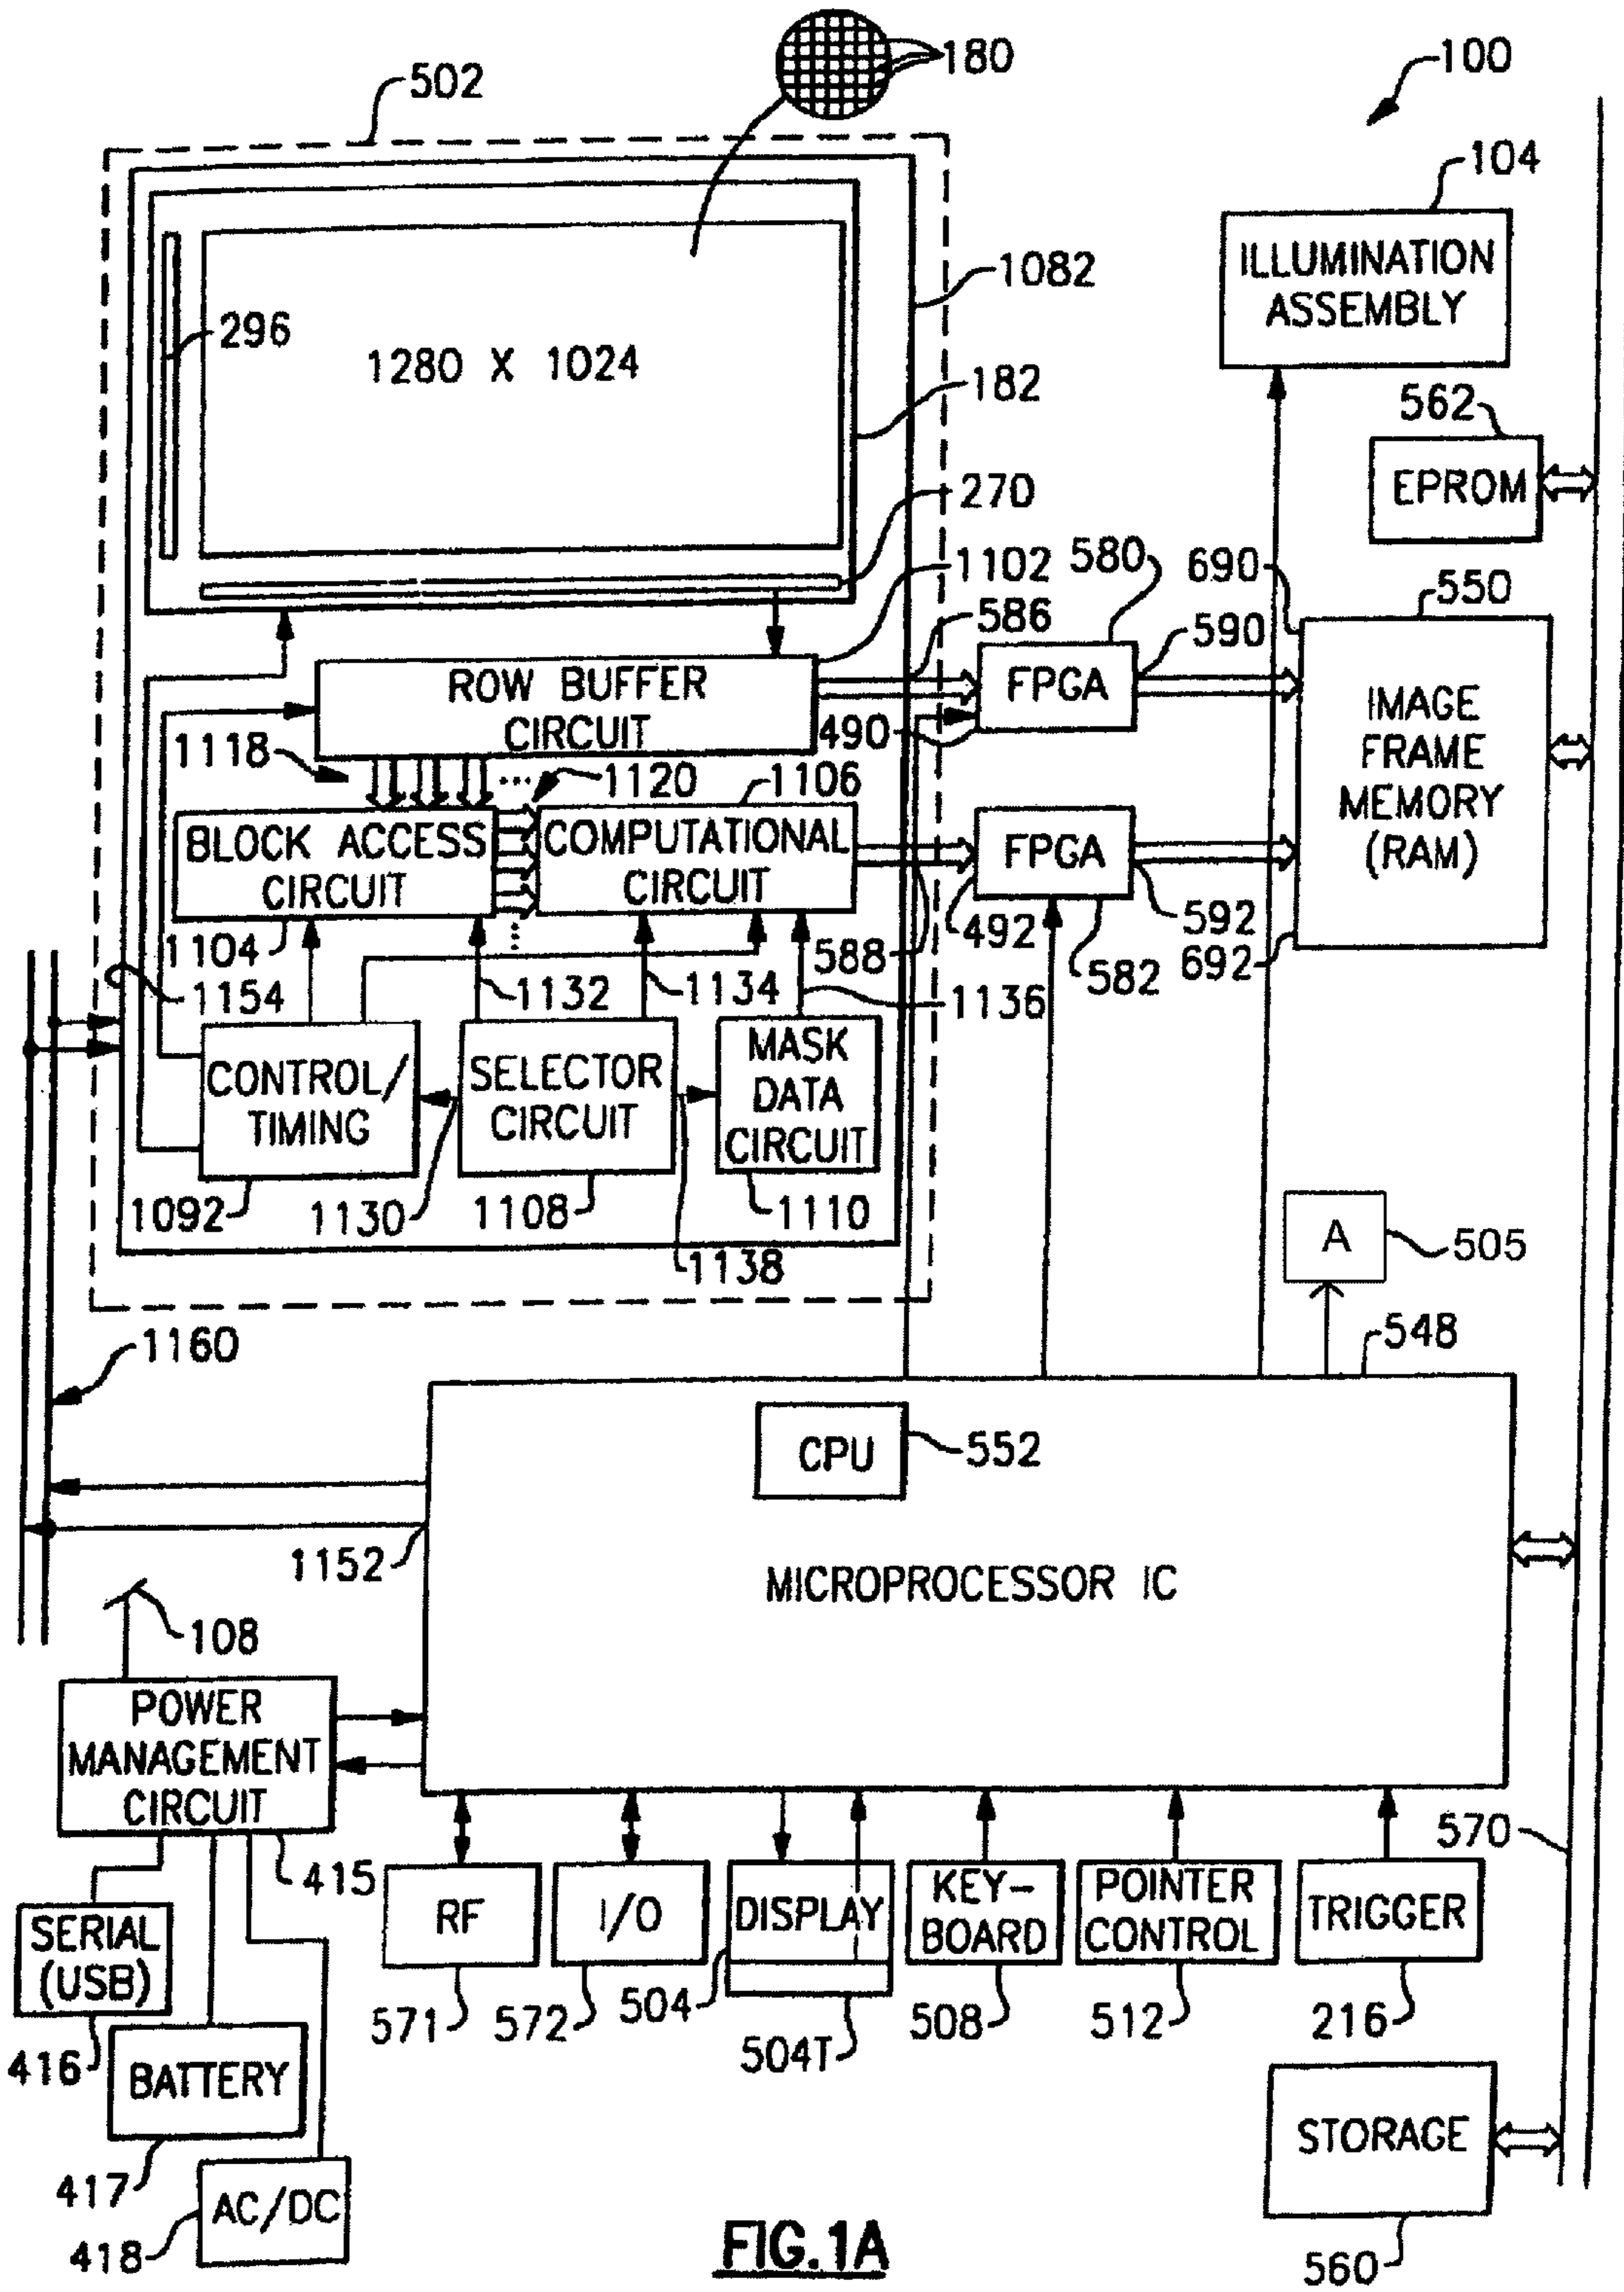 180
100
502
104
ILLUMINATION
ASSEMBLY
1082
296
1280 X 1024
182
562
EPROM
270
1102
580
690
550
586
590
ROW BUFFER
CIRCUIT
FPGA
IMAGE
FRAME
MEMORY
(RAM)
490
1118
1120
1106
BLOCK ACCESS
CIRCUIT
COMPUTATIONAL
CIRCUIT
FPGA
1104
588
492
592
582
692
1154
1132
1134
1136
CONTROL/
TIMING
SELECTOR
CIRCUIT
MASK
DATA
CIRCUIT
1092
1130
1108
1110
1138
A
505
1160
548
CPU
552
1152
MICROPROCESSOR IC
108
POWER
MANAGEMENT
CIRCUIT
415
570
SERIAL
(USB)
RF
I/O
DISPLAY
KEY-
BOARD
POINTER
CONTROL
TRIGGER
416
571
572
504
504T
508
512
216
BATTERY
STORAGE
417
AC/DC
418
560
FIG.1A